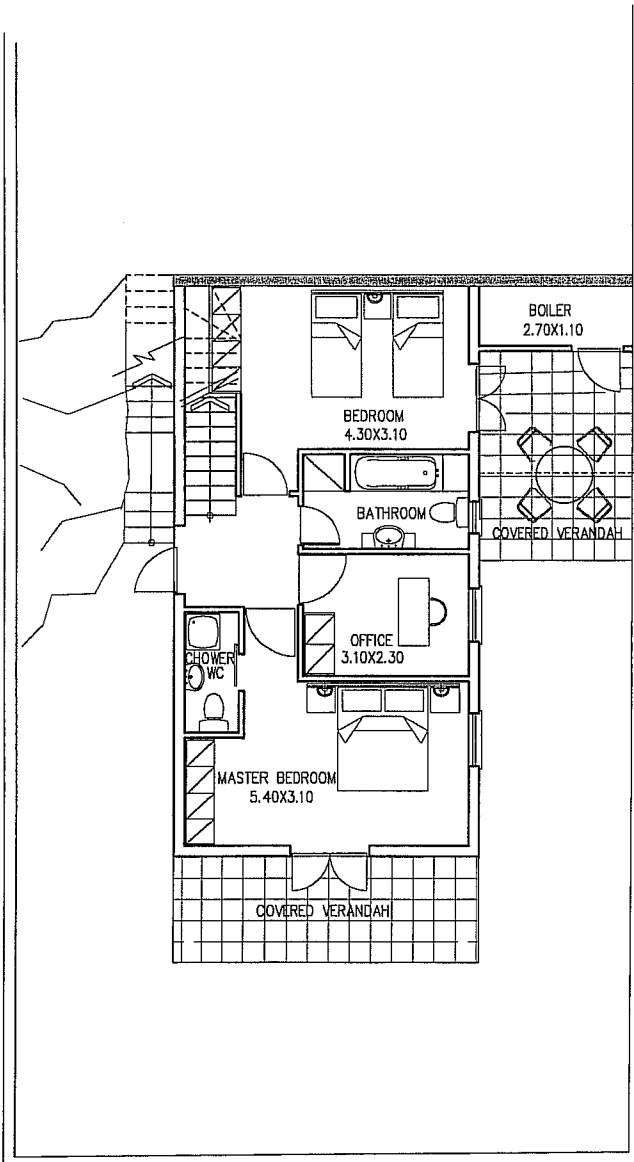 BOILER
2.70X1.10
BEDROOM
4.30X3.10
BATHROOM
COVERED VERANDAH
OFFICE
3.10X2.30
CHOWER
WC
MASTER BEDROOM
5.40X3.10
COVERED VERANDAH